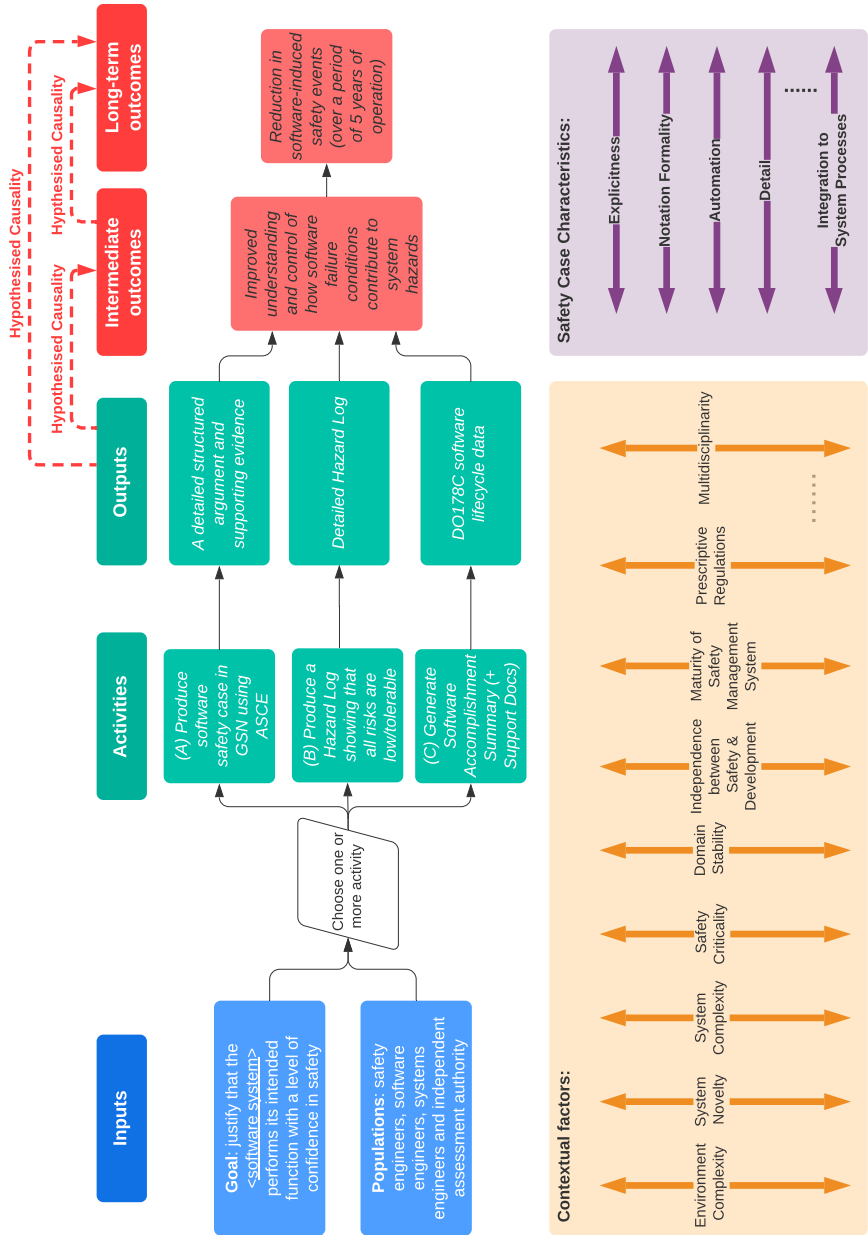 Hypothesised Causality
Hypothesised Causality
Hypthesised Causality
Inputs
Activities
Outputs
Intermediate
outcomes
Long-term
outcomes
Goal: justify that the
<software system>
performs its intended
function with a level of
confidence in safety
Populations: safety
engineers, software
engineers, systems
engineers and independent
assessment authority
Choose one or
more activity
(A) Produce
software
safety case in
GSN using
ASCE
(B) Produce a
Hazard Log
showing that
all risks are
low/tolerable
(C) Generate
Software
Accomplishment
Summary (+
Support Docs)
A detailed structured
argument and
supporting evidence
Detailed Hazard Log
DO178C software
lifecycle data
Improved
understanding
and control of
how software
failure
conditions
contribute to
system
hazards
Reduction in
software-induced
safety events
(over a period
of 5 years of
operation)
Contextual factors:
Environment
Complexity
System
Novelty
System
Complexity
Safety
Criticality
Domain
Stability
Independence
between
Safety &
Development
Maturity of
Safety
Management
System
Prescriptive
Regulations
.......
Multidisciplinarity
Safety Case Characteristics:
Explicitness
Notation Formality
Automation
Detail
......
Integration to
System Processes